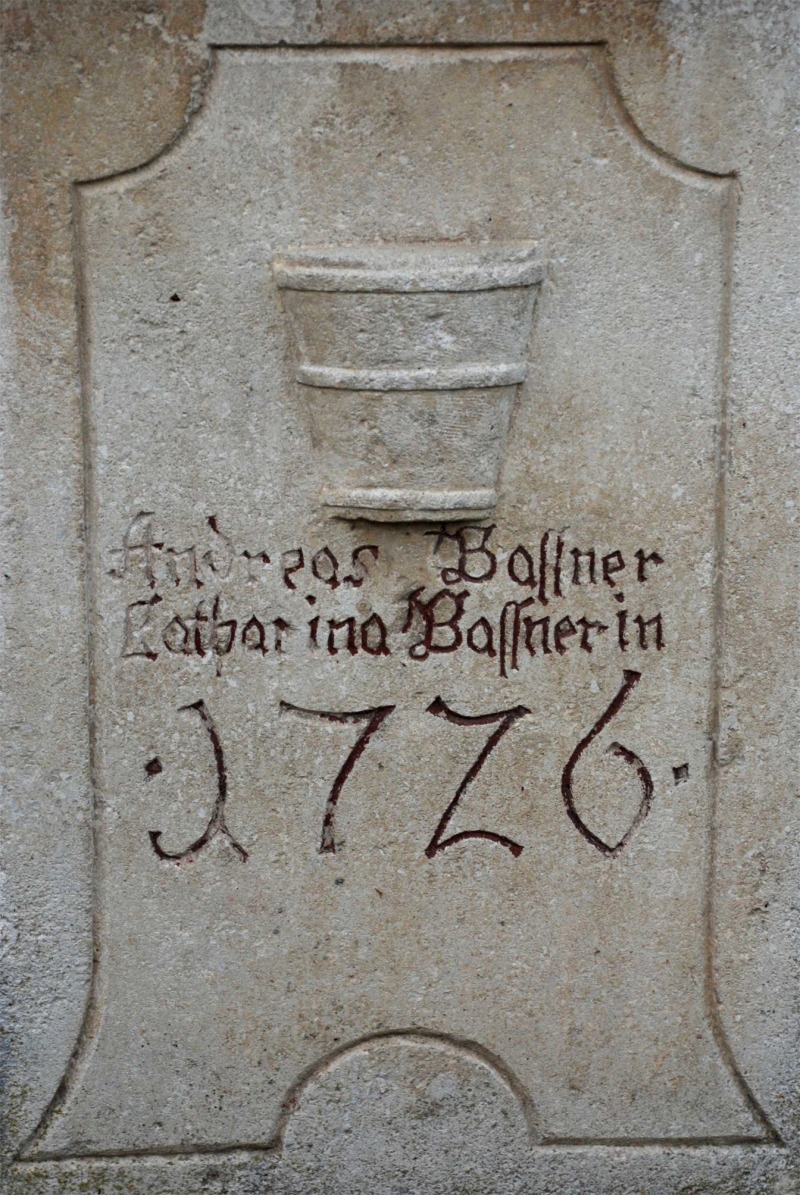 Andreas Baſſner
Catharina Baſſnerin
· 1726 ·